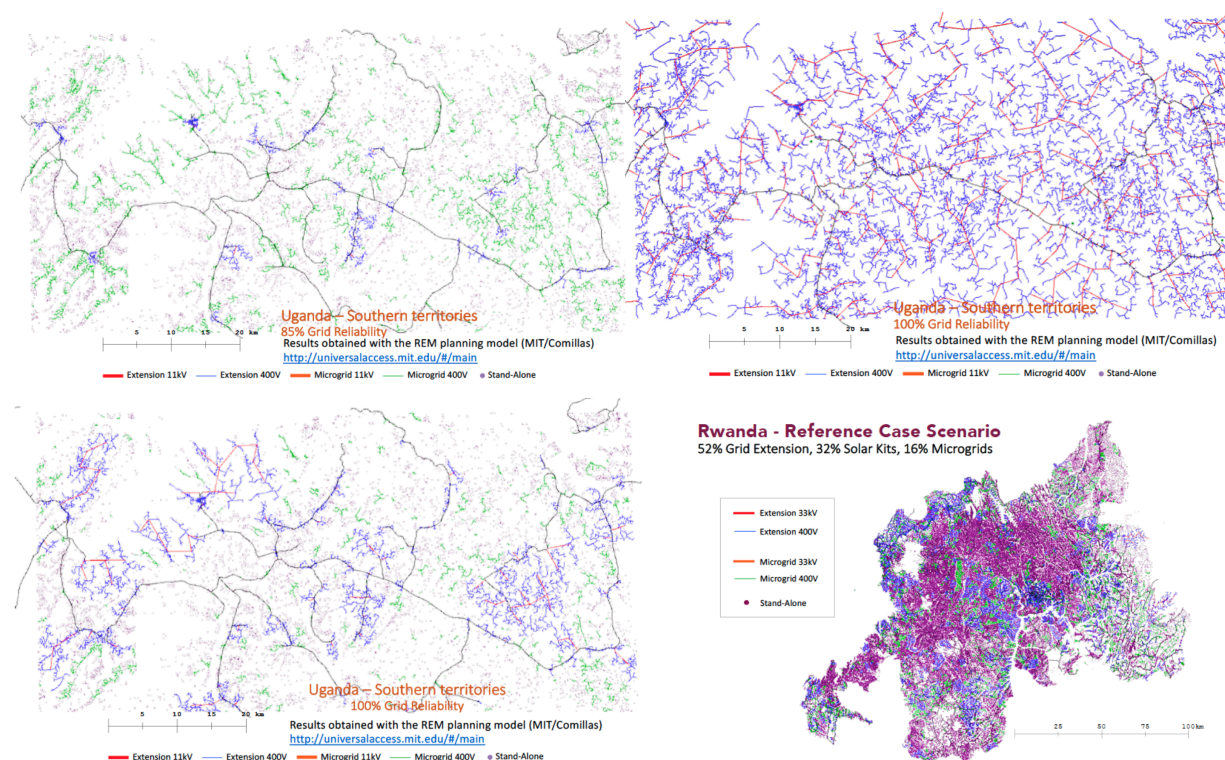 Uganda – Southern territories
85% Grid Reliability
5 10 15 20 km
Results obtained with the REM planning model (MIT/Comillas)
http://universalaccess.mit.edu/#/main
Extension 11kV Extension 400V Microgrid 11kV Microgrid 400V Stand-Alone
Uganda – Southern territories
100% Grid Reliability
5 10 15 20 km
Results obtained with the REM planning model (MIT/Comillas)
http://universalaccess.mit.edu/#/main
Extension 11kV Extension 400V Microgrid 11kV Microgrid 400V Stand-Alone
Uganda – Southern territories
100% Grid Reliability
5 10 15 20 km
Results obtained with the REM planning model (MIT/Comillas)
http://universalaccess.mit.edu/#/main
Extension 11kV Extension 400V Microgrid 11kV Microgrid 400V Stand-Alone
Rwanda - Reference Case Scenario
52% Grid Extension, 32% Solar Kits, 16% Microgrids
Extension 33kV
Extension 400V
Microgrid 33kV
Microgrid 400V
Stand-Alone
25 50 75 100 km